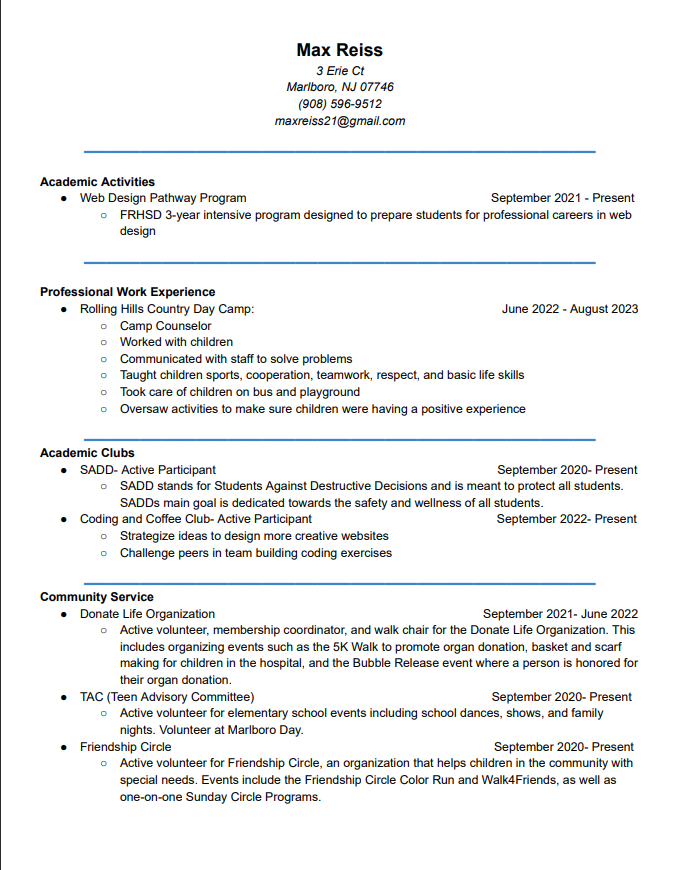 Max Reiss
3 Erie Ct
Marlboro, NJ 07746
(908) 596-9512
maxreiss21@gmail.com
Academic Activities
● Web Design Pathway Program September 2021 - Present
○ FRHSD 3-year intensive program designed to prepare students for professional careers in web
design
Professional Work Experience
● Rolling Hills Country Day Camp: June 2022 - August 2023
○ Camp Counselor
○ Worked with children
○ Communicated with staff to solve problems
○ Taught children sports, cooperation, teamwork, respect, and basic life skills
○ Took care of children on bus and playground
○ Oversaw activities to make sure children were having a positive experience
Academic Clubs
● SADD- Active Participant September 2020- Present
○ SADD stands for Students Against Destructive Decisions and is meant to protect all students.
SADDs main goal is dedicated towards the safety and wellness of all students.
● Coding and Coffee Club- Active Participant September 2022- Present
○ Strategize ideas to design more creative websites
○ Challenge peers in team building coding exercises
Community Service
● Donate Life Organization September 2021- June 2022
○ Active volunteer, membership coordinator, and walk chair for the Donate Life Organization. This
includes organizing events such as the 5K Walk to promote organ donation, basket and scarf
making for children in the hospital, and the Bubble Release event where a person is honored for
their organ donation.
● TAC (Teen Advisory Committee) September 2020- Present
○ Active volunteer for elementary school events including school dances, shows, and family
nights. Volunteer at Marlboro Day.
● Friendship Circle September 2020- Present
○ Active volunteer for Friendship Circle, an organization that helps children in the community with
special needs. Events include the Friendship Circle Color Run and Walk4Friends, as well as
one-on-one Sunday Circle Programs.